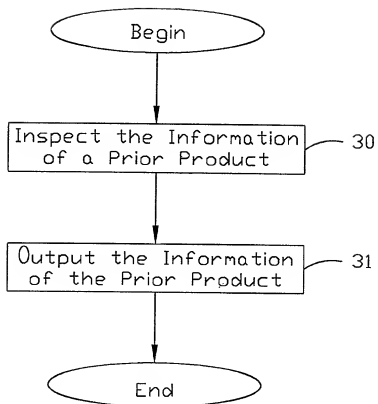 Begin
Inspect the Information
of a Prior Product
30
Output the Information
of the Prior Product
31
End